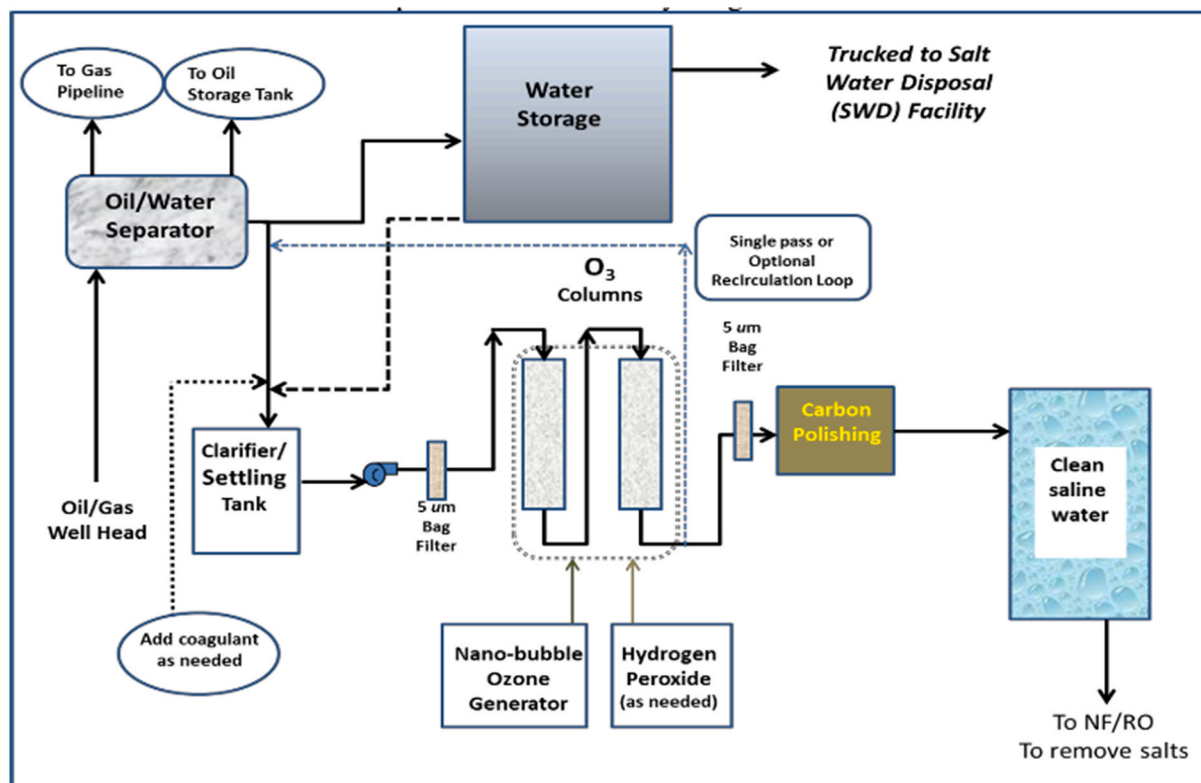 To Gas
Pipeline
To Oil
Storage Tank
Water
Storage
Trucked to Salt
Water Disposal
(SWD) Facility
Oil/Water
Separator
Single pass or
Optional
Recirculation Loop
O₃
Columns
5 um
Bag
Filter
Carbon
Polishing
Clean
saline
water
Clarifier/
Settling
Tank
5 um
Bag
Filter
Oil/Gas
Well Head
Add coagulant
as needed
Nano-bubble
Ozone
Generator
Hydrogen
Peroxide
(as needed)
To NF/RO
To remove salts